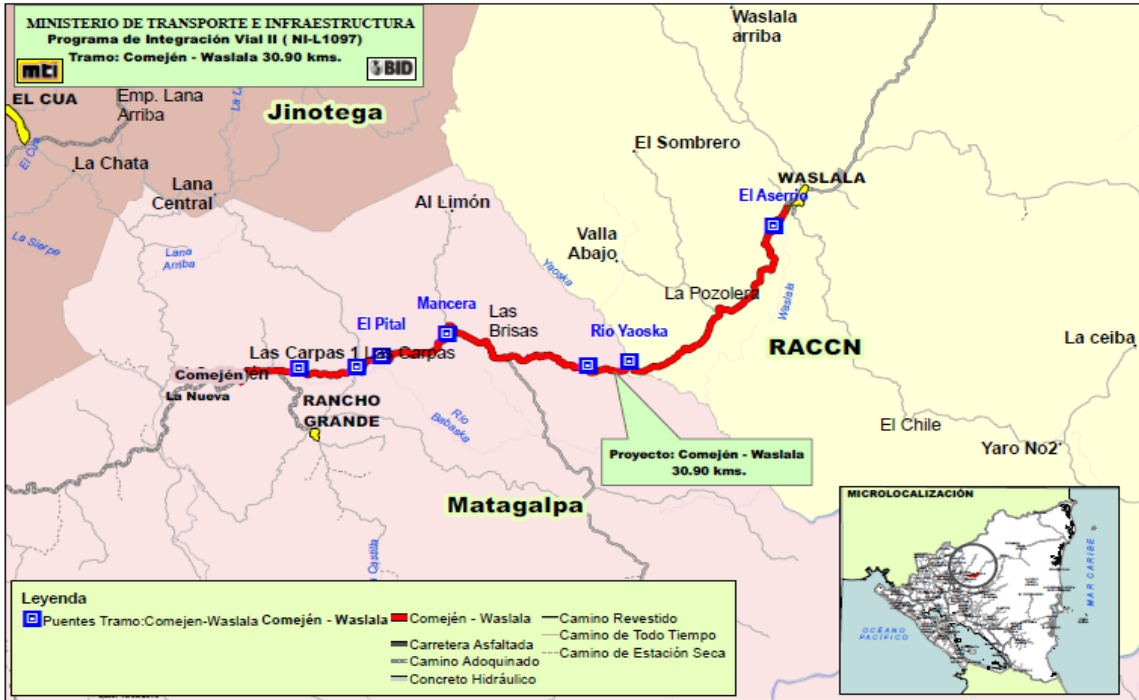 MINISTERIO DE TRANSPORTE E INFRAESTRUCTURA
Programa de Integración Vial II ( NI-L1097)
Tramo: Comején - Waslala 30.90 kms.
mti
BID
Waslala
arriba
EL CUA
Emp. Lana
Arriba
Jinotega
El Cua
La Chata
Lana
Central
El Sombrero
WASLALA
El Aserrio
Al Limón
La Sierpe
Lana
Arriba
Valla
Abajo
Yaoska
Waslala
La Pozolera
Mancera
Las
Brisas
El Pital
Rio Yaoska
RACCN
La ceiba
Las Carpas 1
Las Carpas
Comején
La Nueva
RANCHO
GRANDE
Río
Babaska
El Chile
Yaro No2
Proyecto: Comején - Waslala
30.90 kms.
Matagalpa
MICROLOCALIZACIÓN
MAR CARIBE
OCÉANO
PACÍFICO
Leyenda
Puentes Tramo:Comejen-Waslala Comején - Waslala
Comején - Waslala
Carretera Asfaltada
Camino Adoquinado
Concreto Hidráulico
Camino Revestido
Camino de Todo Tiempo
Camino de Estación Seca